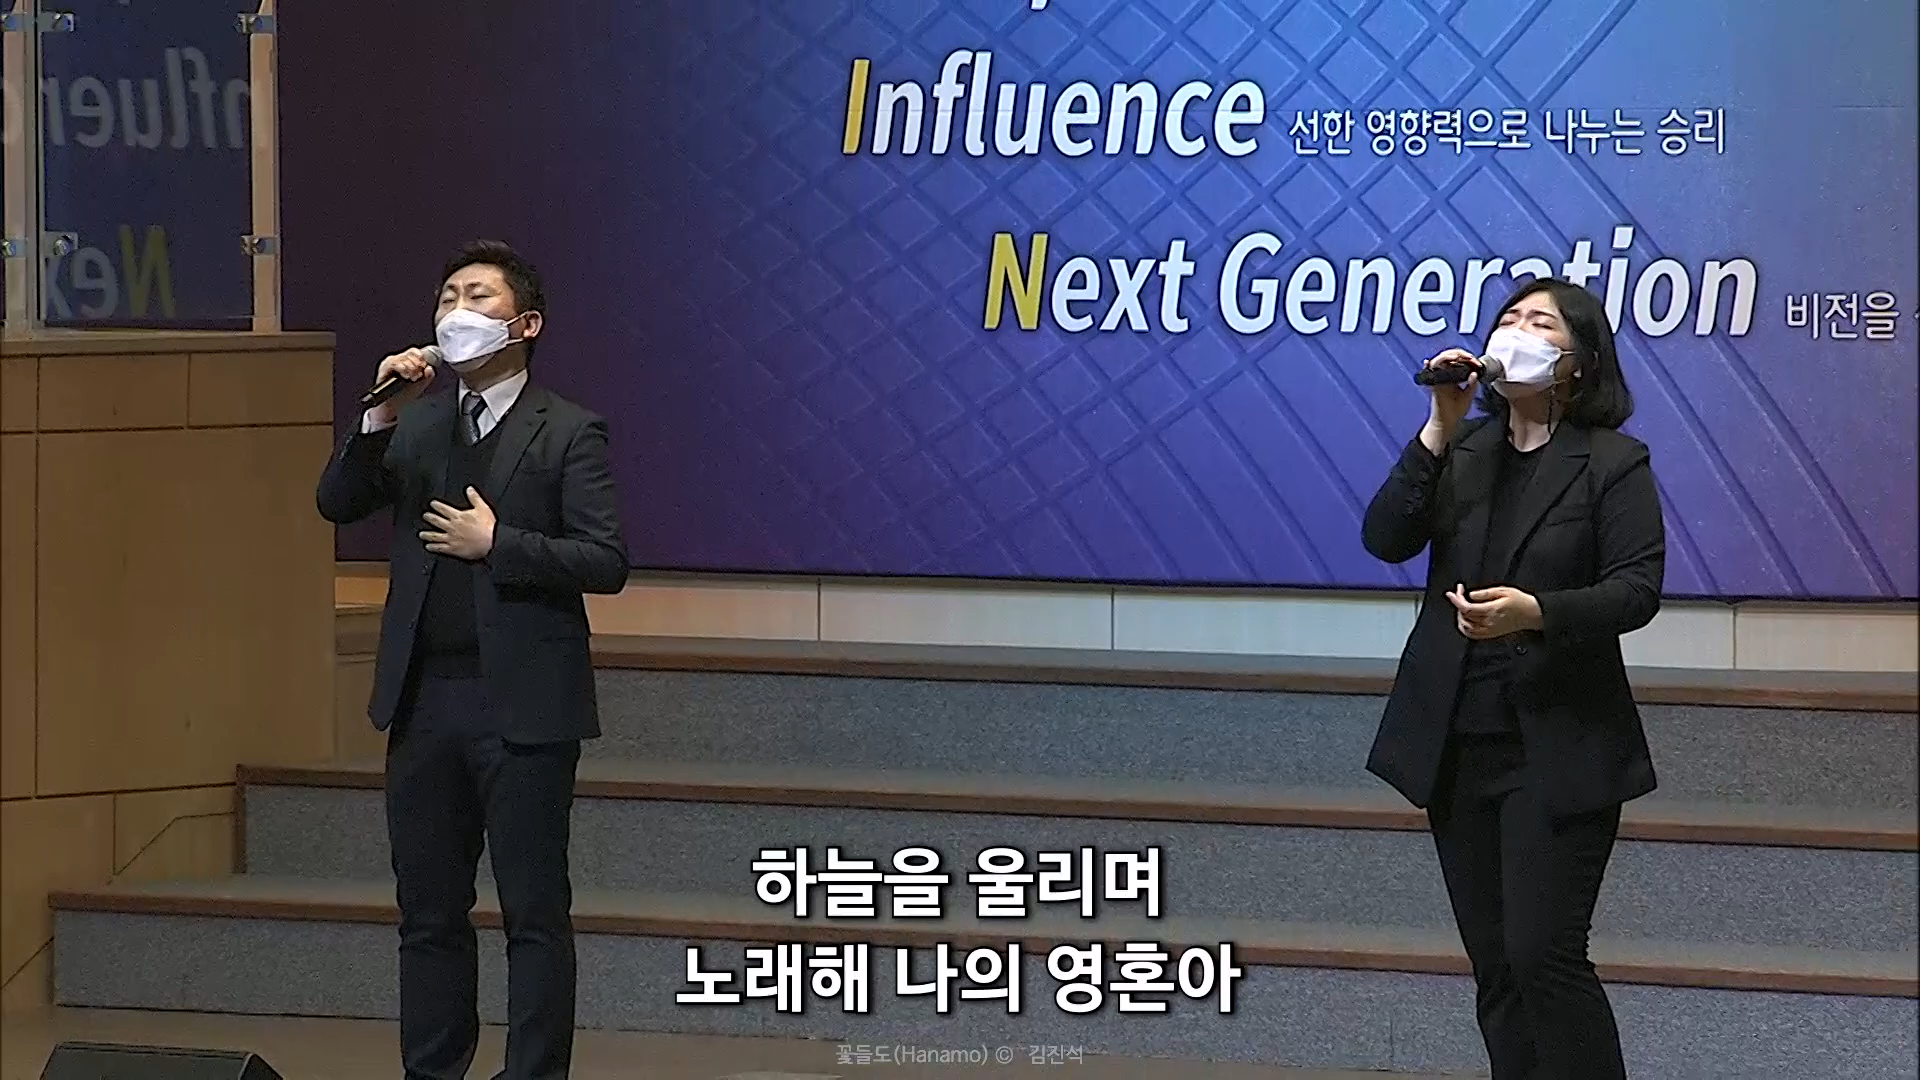 Influence 선한 영향력으로 나누는 승리
Next Generation 비전을
하늘을 울리며
노래해 나의 영혼아
꽃들도(Hanamo) © 김진석